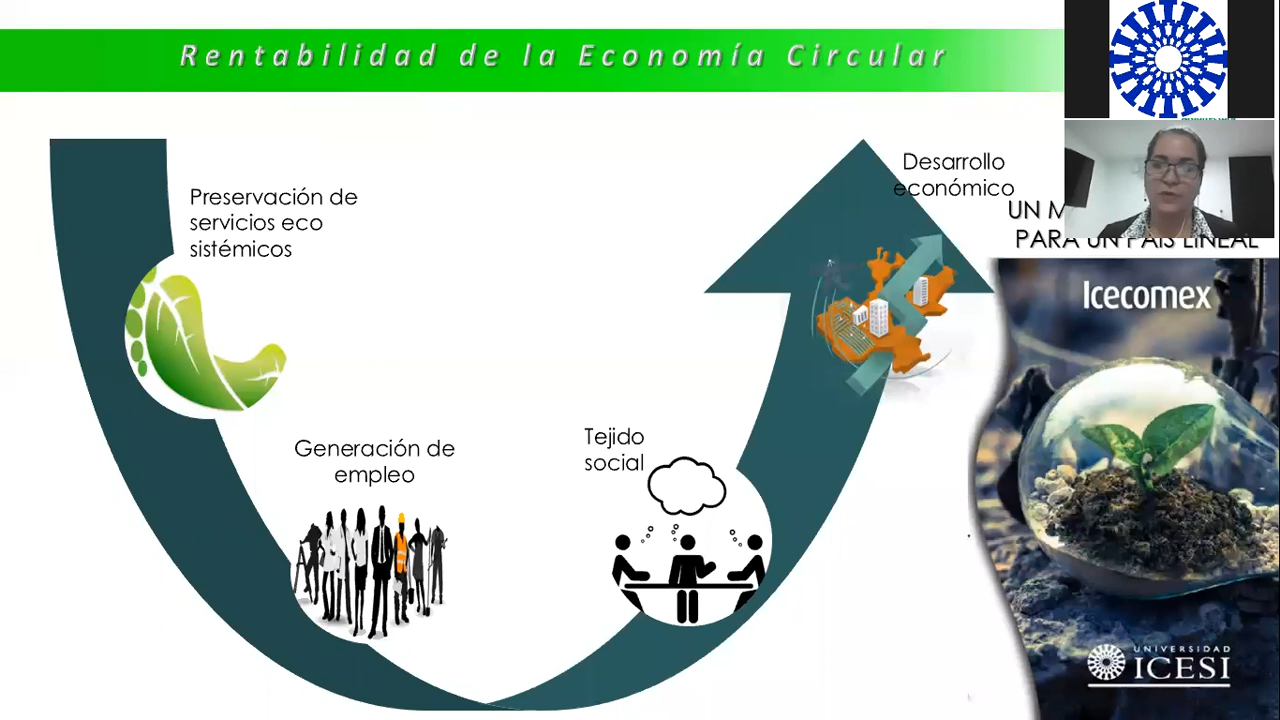 Rentabilidad de la Economía Circular
Preservación de
servicios eco
sistémicos
Generación de
empleo
Tejido
social
Desarrollo
económico
UN
PARA UN PAÍS LINEAL
Icecomex
UNIVERSIDAD
ICESI